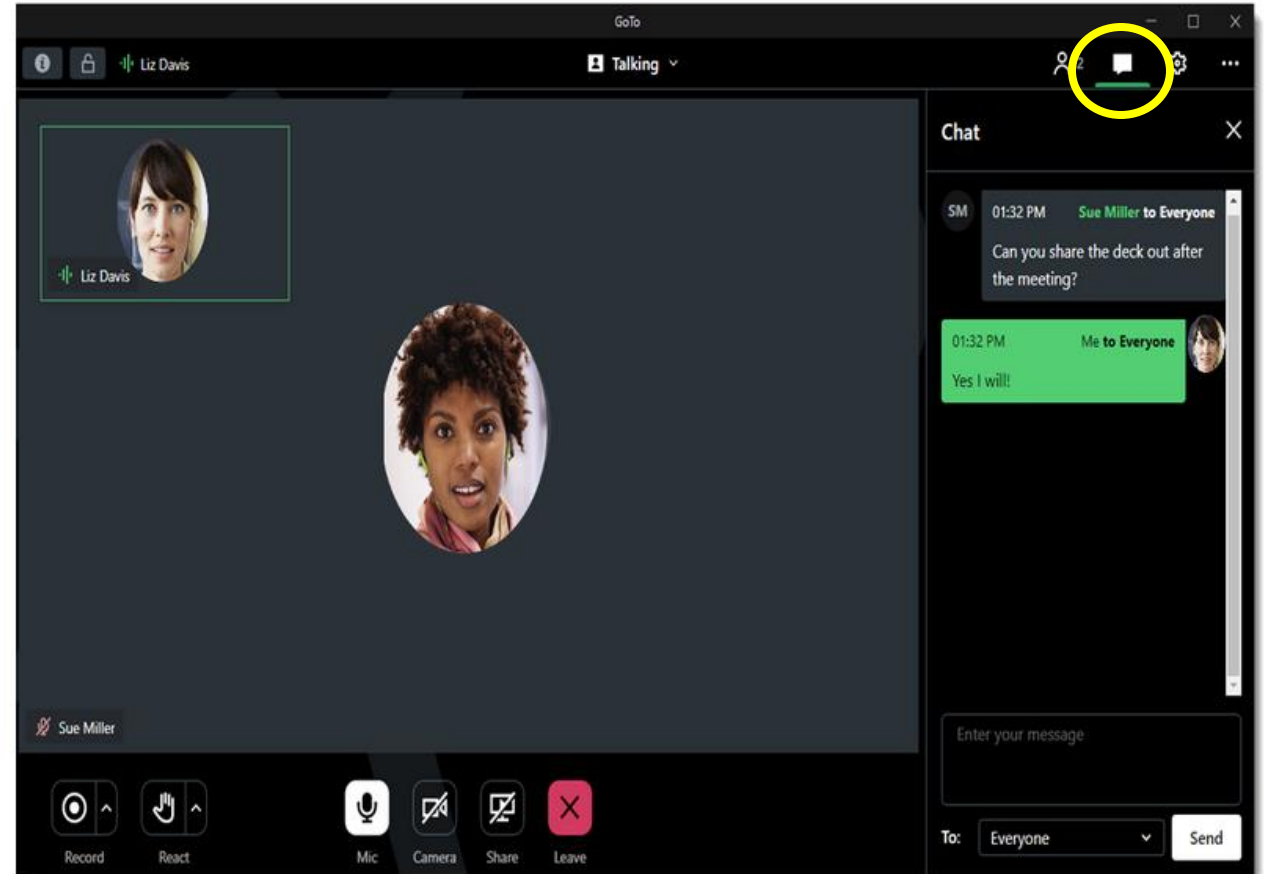 GoTo
Liz Davis
Talking
2
Chat
SM
01:32 PM Sue Miller to Everyone
Can you share the deck out after
the meeting?
01:32 PM Me to Everyone
Yes I will!
Liz Davis
Sue Miller
Enter your message
To: Everyone Send
Record React Mic Camera Share Leave